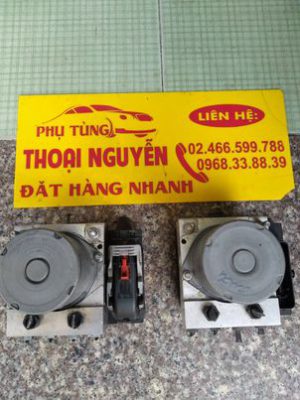 LIÊN HỆ:
PHỤ TÙNG
THOẠI NGUYỄN
02.466.599.788
0968.33.88.39
ĐẶT HÀNG NHANH